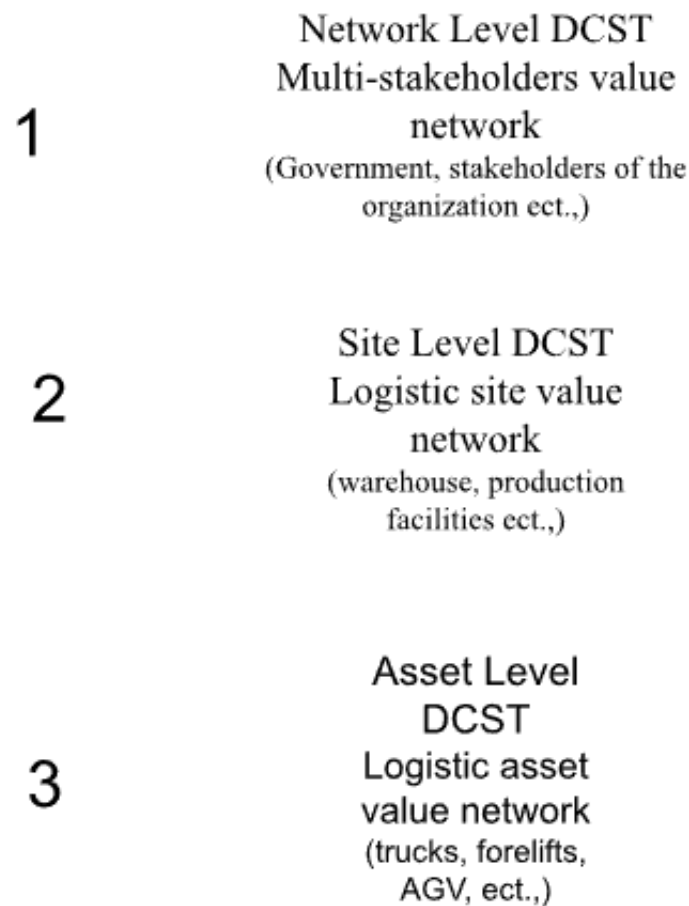 1
Network Level DCST
Multi-stakeholders value
network
(Government, stakeholders of the
organization ect.,)
2
Site Level DCST
Logistic site value
network
(warehouse, production
facilities ect.,)
3
Asset Level
DCST
Logistic asset
value network
(trucks, forelifts,
AGV, ect.,)